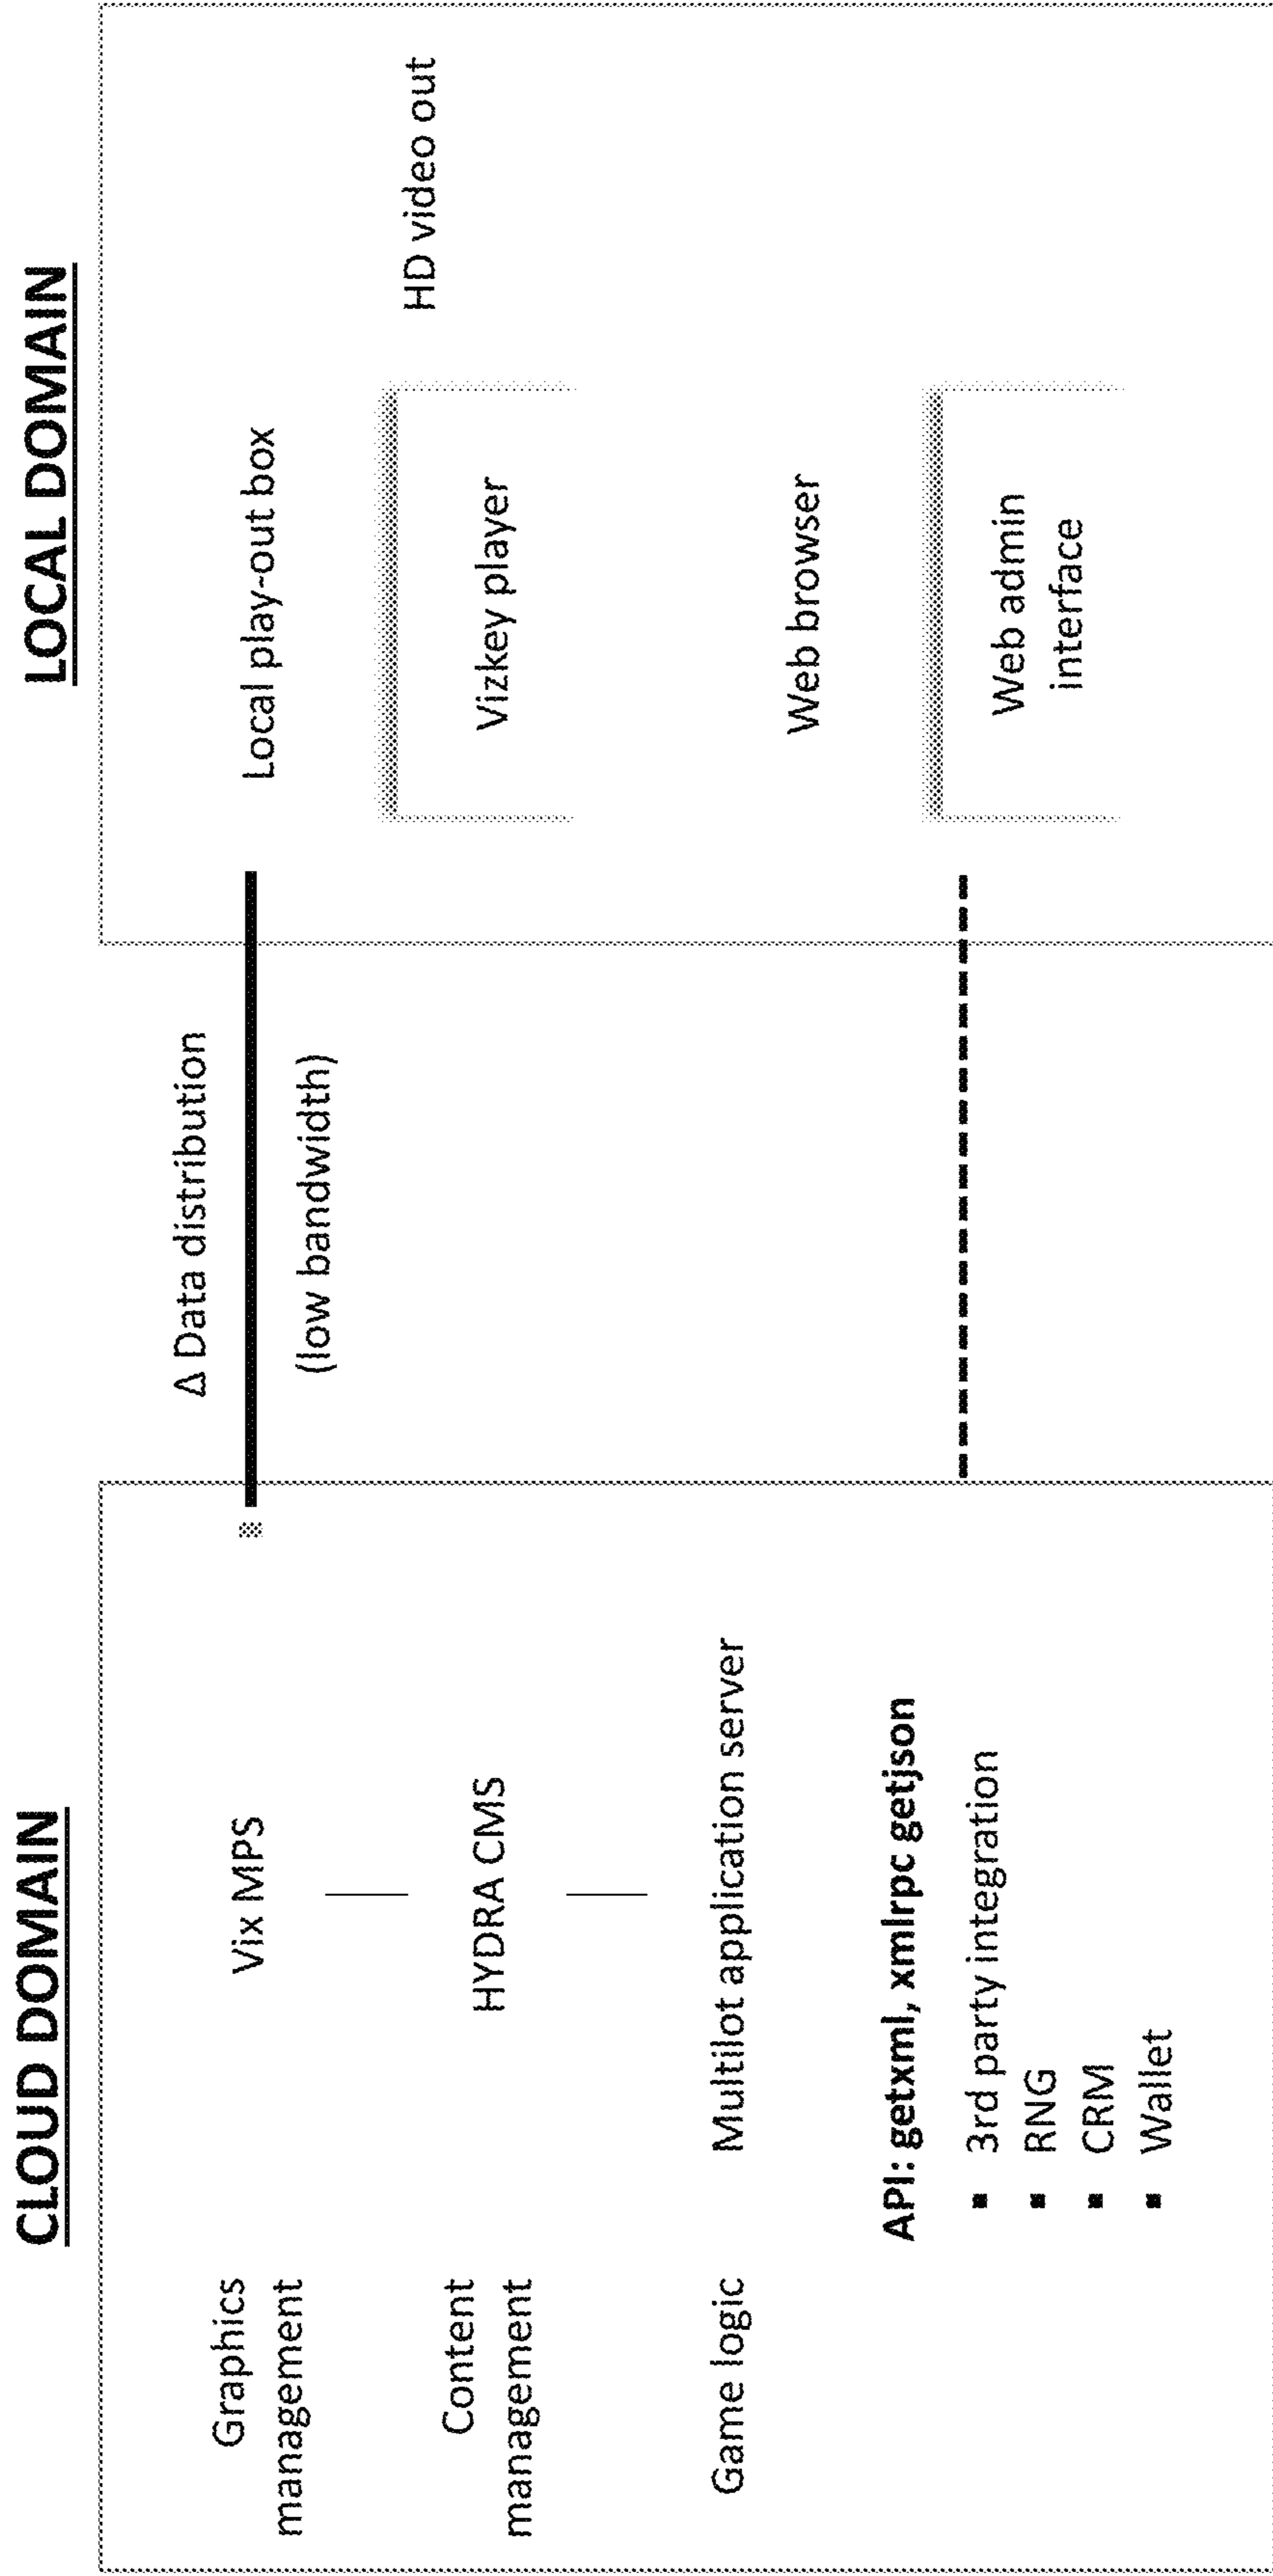 CLOUD DOMAIN
Graphics
management
Vix MPS
Content
management
HYDRA CMS
Game logic
Multilot application server
API: getxml, xmlrpc getjson
▪ 3rd party integration
▪ RNG
▪ CRM
▪ Wallet
Δ Data distribution
(low bandwidth)
LOCAL DOMAIN
Local play-out box
Vizkey player
HD video out
Web browser
Web admin
interface